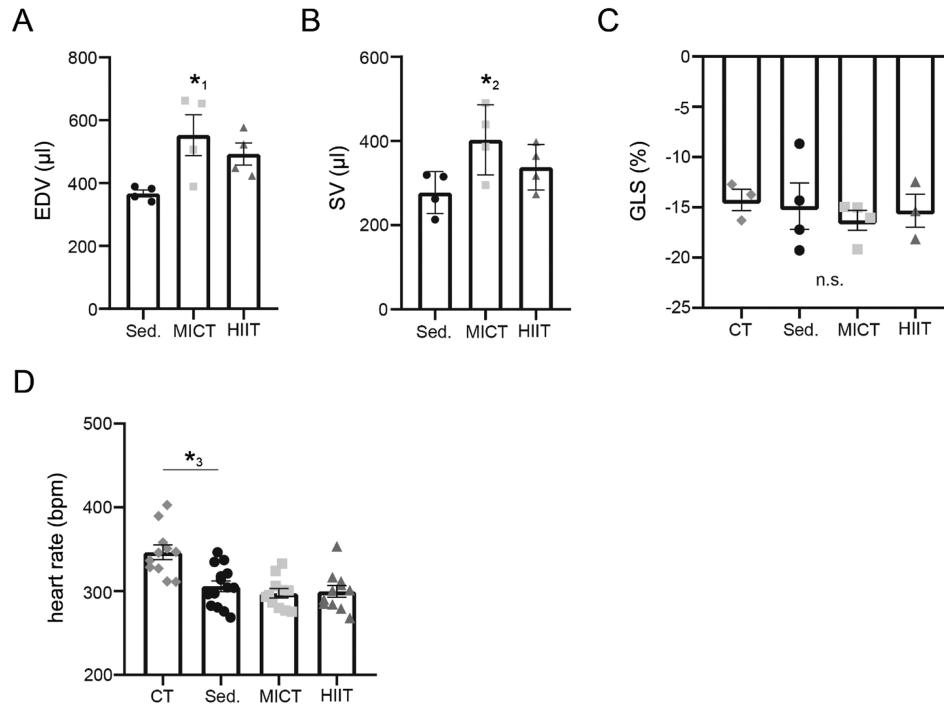 A
EDV (µl)
800
600
400
200
0
*1
Sed. MICT HIIT
B
SV (µl)
600
400
200
0
*2
Sed. MICT HIIT
C
GLS (%)
0
-5
-10
-15
-20
-25
n.s.
CT Sed. MICT HIIT
D
heart rate (bpm)
500
400
300
200
*3
CT Sed. MICT HIIT